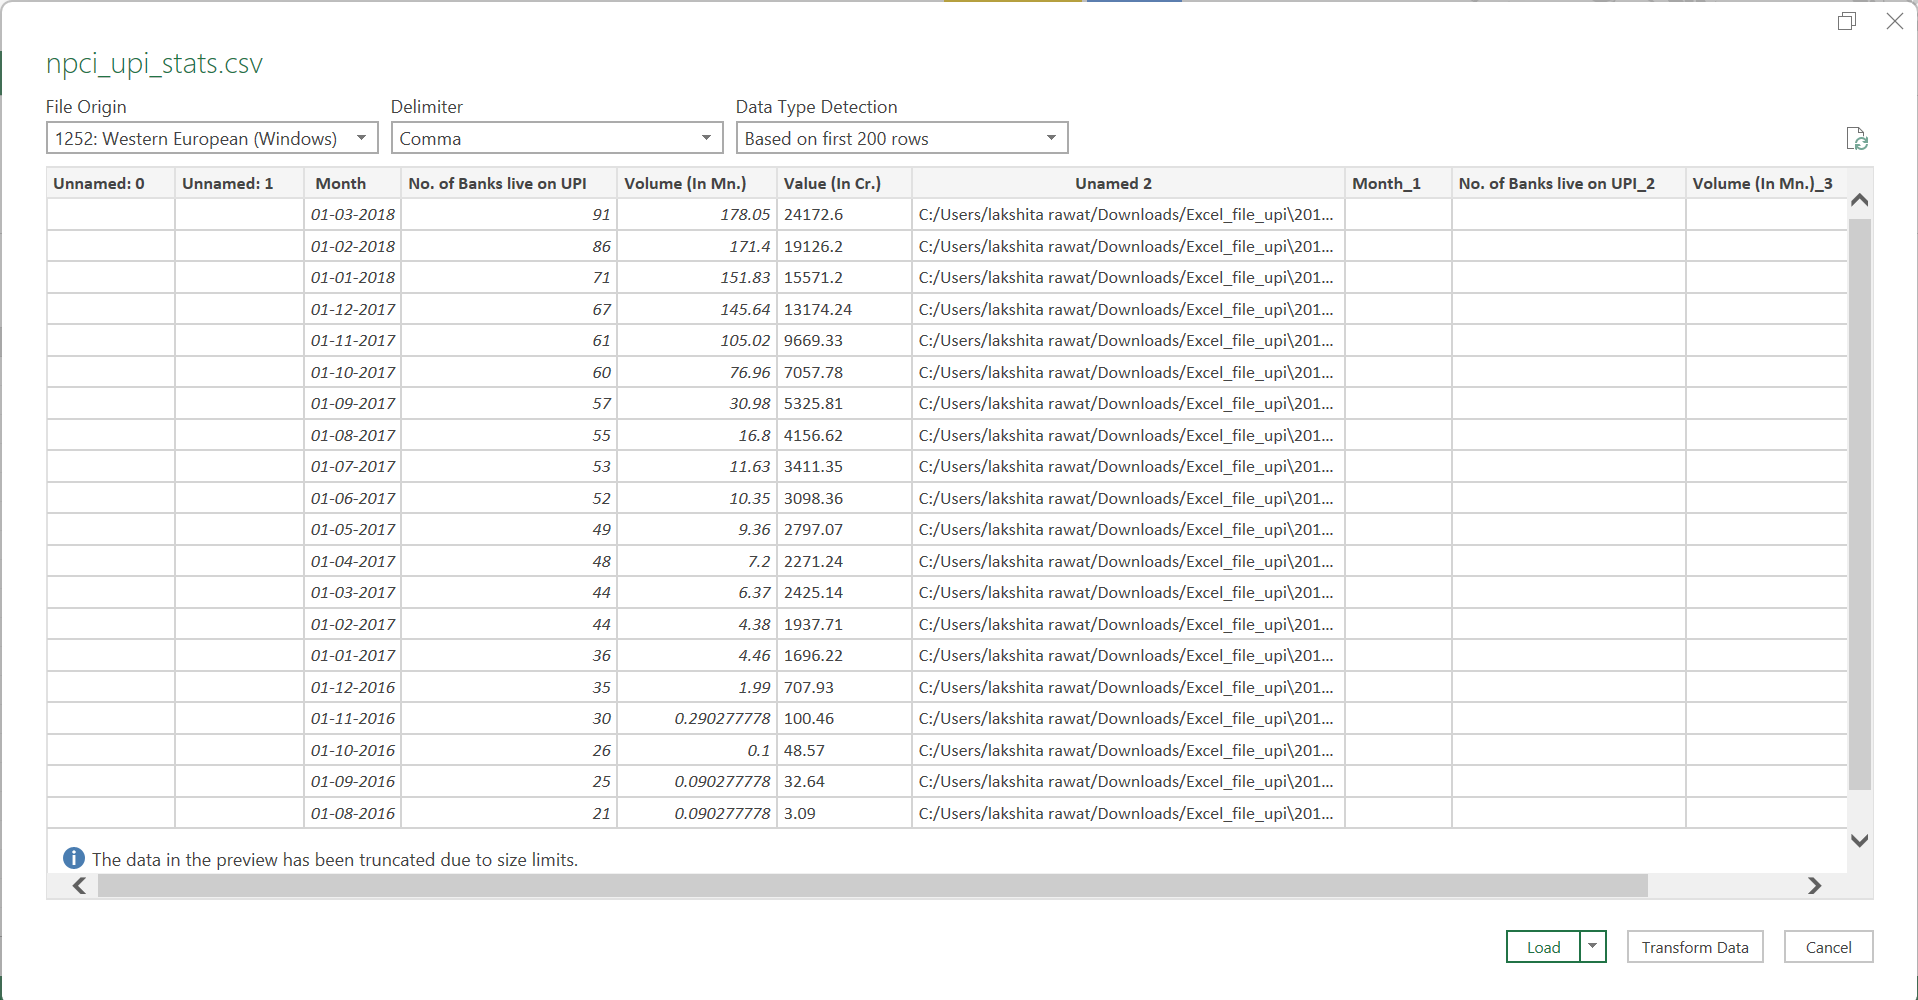 npci_upi_stats.csv
File Origin Delimiter Data Type Detection
1252: Western European (Windows) Comma Based on first 200 rows
Unnamed: 0 Unnamed: 1 Month No. of Banks live on UPI Volume (In Mn.) Value (In Cr.) Unamed 2 Month_1 No. of Banks live on UPI_2 Volume (In Mn.)_3
01-03-2018 91 178.05 24172.6 C:/Users/lakshita rawat/Downloads/Excel_file_upi\201...
01-02-2018 86 171.4 19126.2 C:/Users/lakshita rawat/Downloads/Excel_file_upi\201...
01-01-2018 71 151.83 15571.2 C:/Users/lakshita rawat/Downloads/Excel_file_upi\201...
01-12-2017 67 145.64 13174.24 C:/Users/lakshita rawat/Downloads/Excel_file_upi\201...
01-11-2017 61 105.02 9669.33 C:/Users/lakshita rawat/Downloads/Excel_file_upi\201...
01-10-2017 60 76.96 7057.78 C:/Users/lakshita rawat/Downloads/Excel_file_upi\201...
01-09-2017 57 30.98 5325.81 C:/Users/lakshita rawat/Downloads/Excel_file_upi\201...
01-08-2017 55 16.8 4156.62 C:/Users/lakshita rawat/Downloads/Excel_file_upi\201...
01-07-2017 53 11.63 3411.35 C:/Users/lakshita rawat/Downloads/Excel_file_upi\201...
01-06-2017 52 10.35 3098.36 C:/Users/lakshita rawat/Downloads/Excel_file_upi\201...
01-05-2017 49 9.36 2797.07 C:/Users/lakshita rawat/Downloads/Excel_file_upi\201...
01-04-2017 48 7.2 2271.24 C:/Users/lakshita rawat/Downloads/Excel_file_upi\201...
01-03-2017 44 6.37 2425.14 C:/Users/lakshita rawat/Downloads/Excel_file_upi\201...
01-02-2017 44 4.38 1937.71 C:/Users/lakshita rawat/Downloads/Excel_file_upi\201...
01-01-2017 36 4.46 1696.22 C:/Users/lakshita rawat/Downloads/Excel_file_upi\201...
01-12-2016 35 1.99 707.93 C:/Users/lakshita rawat/Downloads/Excel_file_upi\201...
01-11-2016 30 0.290277778 100.46 C:/Users/lakshita rawat/Downloads/Excel_file_upi\201...
01-10-2016 26 0.1 48.57 C:/Users/lakshita rawat/Downloads/Excel_file_upi\201...
01-09-2016 25 0.090277778 32.64 C:/Users/lakshita rawat/Downloads/Excel_file_upi\201...
01-08-2016 21 0.090277778 3.09 C:/Users/lakshita rawat/Downloads/Excel_file_upi\201...
The data in the preview has been truncated due to size limits.
Load Transform Data Cancel